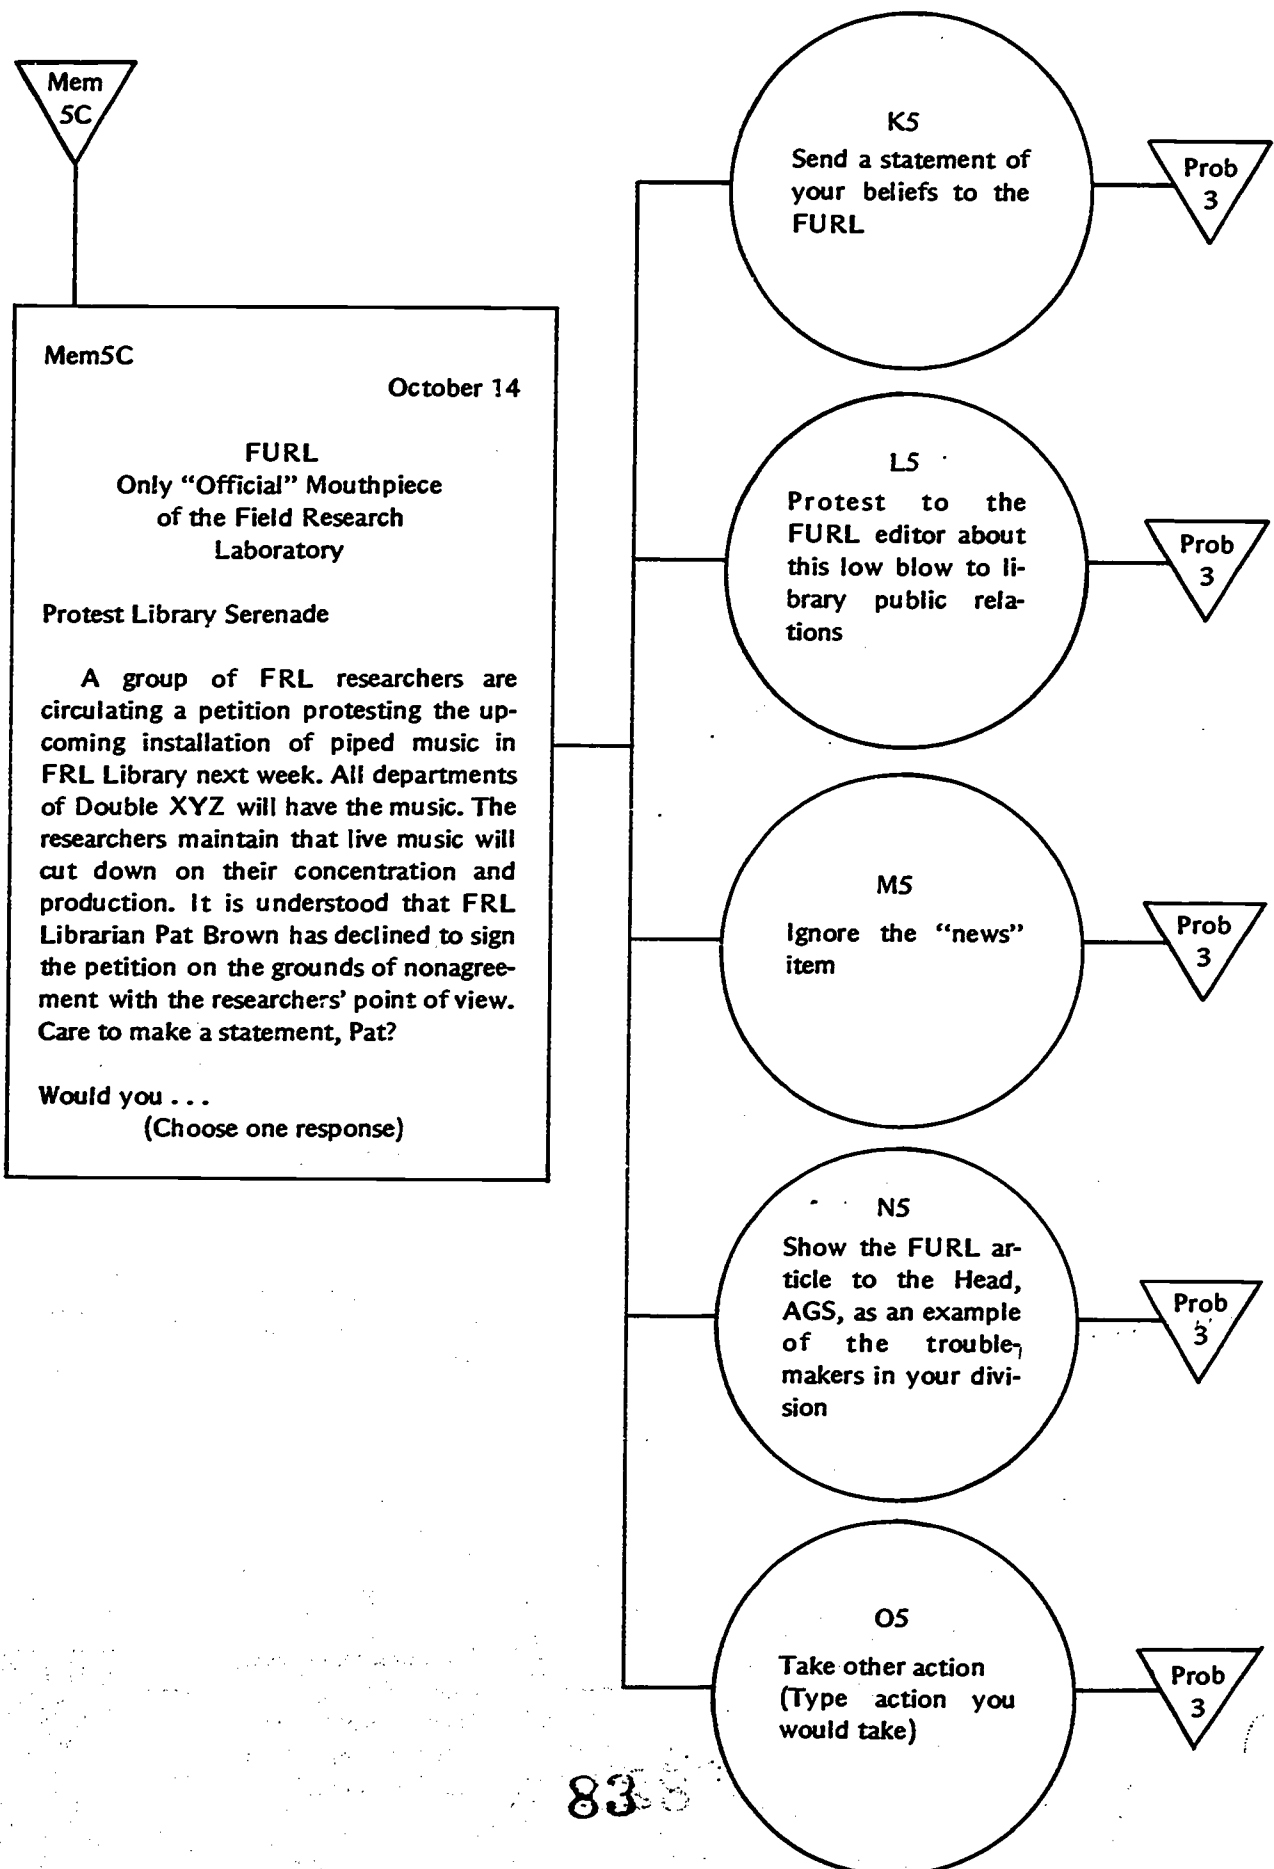 Mem
5C
Mem5C
October 14
FURL
Only “Official” Mouthpiece
of the Field Research
Laboratory
Protest Library Serenade
A group of FRL researchers are
circulating a petition protesting the up-
coming installation of piped music in
FRL Library next week. All departments
of Double XYZ will have the music. The
researchers maintain that live music will
cut down on their concentration and
production. It is understood that FRL
Librarian Pat Brown has declined to sign
the petition on the grounds of nonagree-
ment with the researchers’ point of view.
Care to make a statement, Pat?
Would you . . .
(Choose one response)
K5
Send a statement of
your beliefs to the
FURL
Prob
3
L5
Protest to the
FURL editor about
this low blow to li-
brary public rela-
tions
Prob
3
M5
Ignore the “news”
item
Prob
3
N5
Show the FURL ar-
ticle to the Head,
AGS, as an example
of the trouble-
makers in your divi-
sion
Prob
3
O5
Take other action
(Type action you
would take)
Prob
3
83